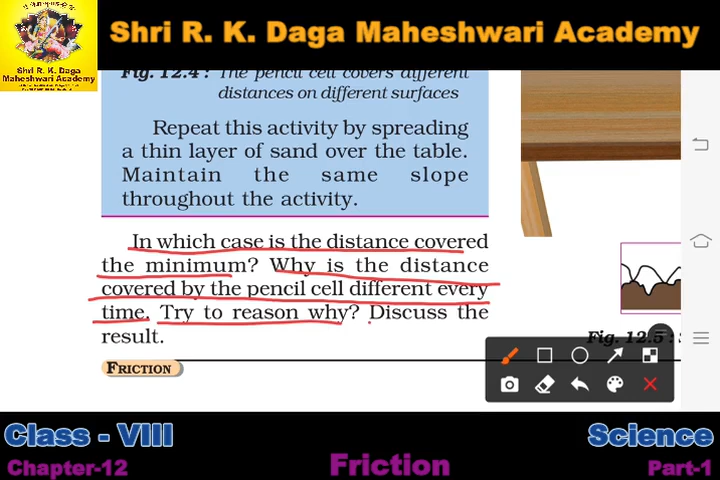 Shri R. K. Daga Maheshwari Academy
Shri R. K. Daga
Maheshwari Academy
Fig. 12.4 : The pencil cell covers different
distances on different surfaces
Repeat this activity by spreading
a thin layer of sand over the table.
Maintain the same slope
throughout the activity.
In which case is the distance covered
the minimum? Why is the distance
covered by the pencil cell different every
time. Try to reason why? Discuss the
result.
Fig. 12.5 :
FRICTION
Class - VIII
Science
Chapter-12
Friction
Part-1